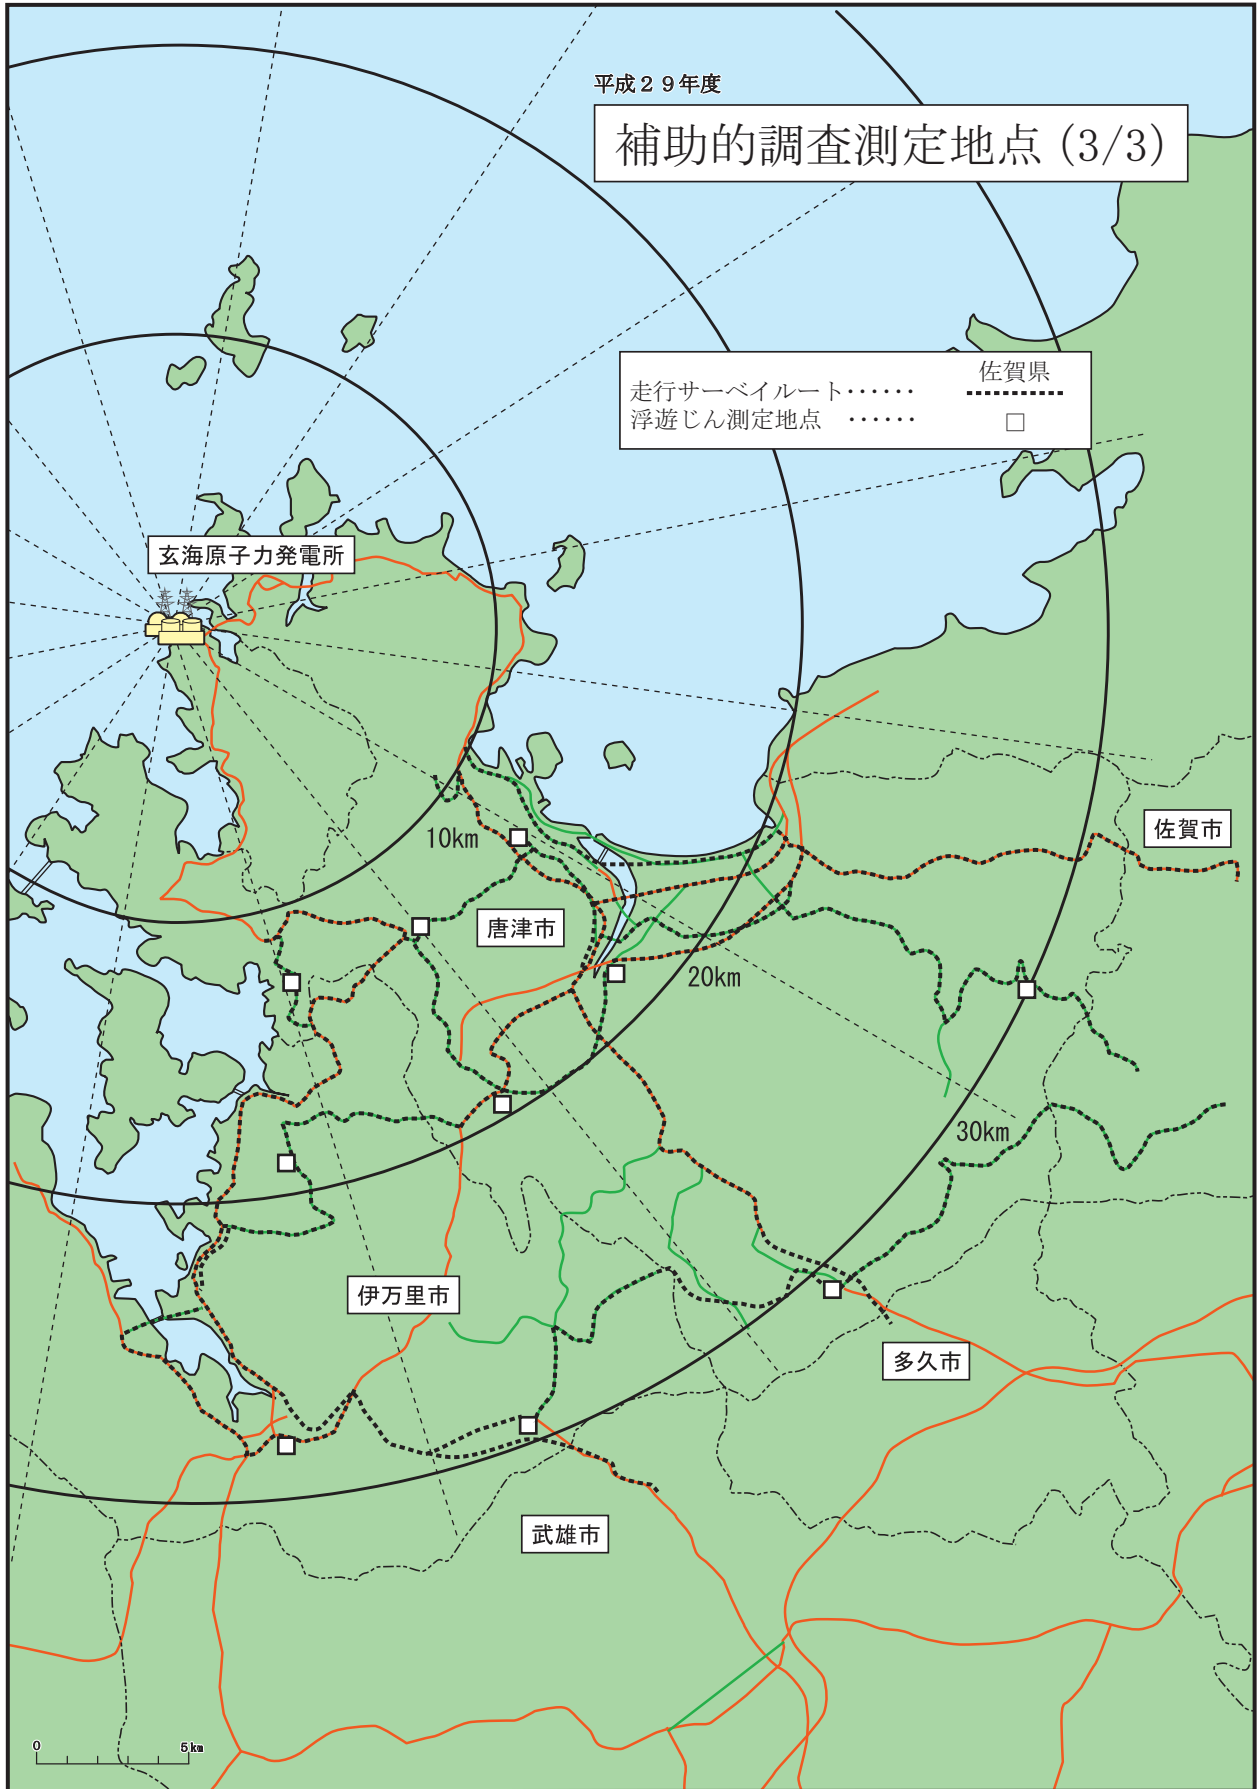 平成２９年度
補助的調査測定地点 (3/3)
佐賀県
走行サーベイルート‥‥‥
浮遊じん測定地点 ‥‥‥ □
玄海原子力発電所
佐賀市
10km
唐津市
20km
30km
伊万里市
多久市
武雄市
0 5km